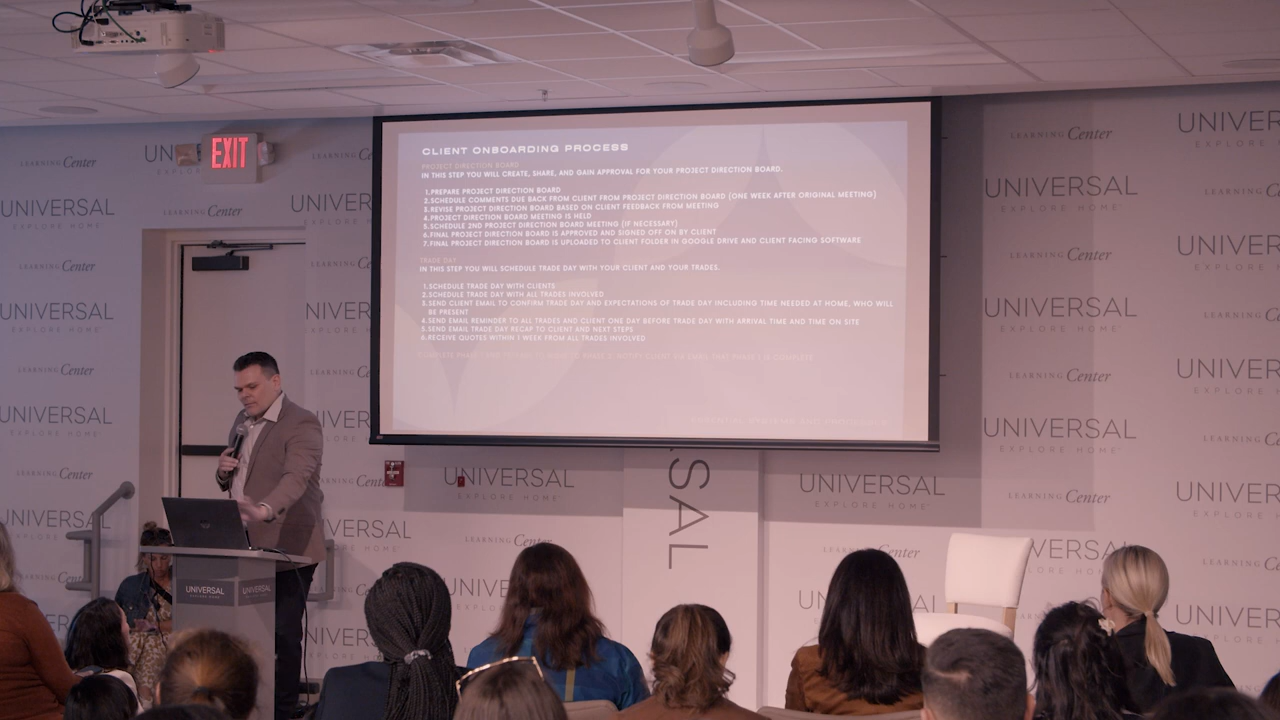 EXIT
CLIENT ONBOARDING PROCESS
PROJECT DIRECTION BOARD
IN THIS STEP YOU WILL CREATE, SHARE, AND GAIN APPROVAL FOR YOUR PROJECT DIRECTION BOARD.
1.PREPARE PROJECT DIRECTION BOARD
2.SCHEDULE COMMENTS DUE BACK FROM CLIENT FROM PROJECT DIRECTION BOARD (ONE WEEK AFTER ORIGINAL MEETING)
3.REVISE PROJECT DIRECTION BOARD BASED ON CLIENT FEEDBACK FROM MEETING
4.PROJECT DIRECTION BOARD MEETING IS HELD
5.SCHEDULE 2ND PROJECT DIRECTION BOARD MEETING (IF NECESSARY)
6.FINAL PROJECT DIRECTION BOARD IS APPROVED AND SIGNED OFF ON BY CLIENT
7.FINAL PROJECT DIRECTION BOARD IS UPLOADED TO CLIENT FOLDER IN GOOGLE DRIVE AND CLIENT FACING SOFTWARE
TRADE DAY
IN THIS STEP YOU WILL SCHEDULE TRADE DAY WITH YOUR CLIENT AND YOUR TRADES.
1.SCHEDULE TRADE DAY WITH CLIENTS
2.SCHEDULE TRADE DAY WITH ALL TRADES INVOLVED
3.SEND CLIENT EMAIL TO CONFIRM TRADE DAY AND EXPECTATIONS OF TRADE DAY INCLUDING TIME NEEDED AT HOME, WHO WILL
BE PRESENT
4.SEND EMAIL REMINDER TO ALL TRADES AND CLIENT ONE DAY BEFORE TRADE DAY WITH ARRIVAL TIME AND TIME ON SITE
5.SEND EMAIL TRADE DAY RECAP TO CLIENT AND NEXT STEPS
6.RECEIVE QUOTES WITHIN 1 WEEK FROM ALL TRADES INVOLVED
UNIVERSAL
EXPLORE HOME
LEARNING Center
SAL
UNIVERSAL
EXPLORE HOME
UNIVERSAL